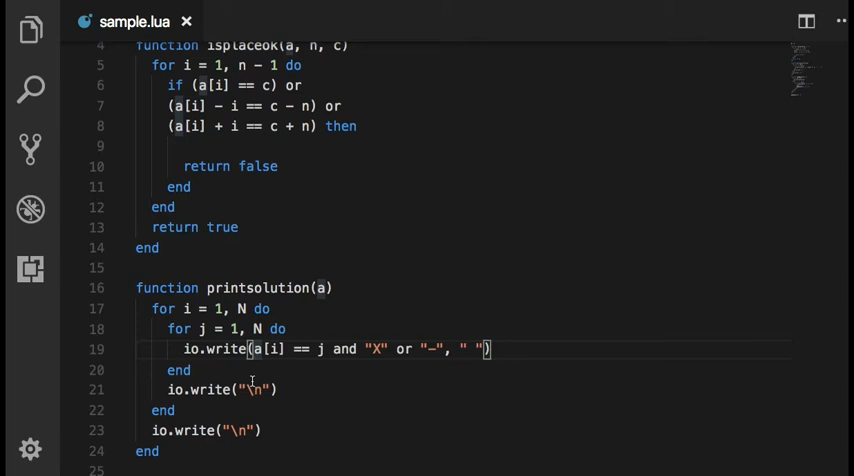 sample.lua
4 function isplaceok(a, n, c)
5 for i = 1, n - 1 do
6 if (a[i] == c) or
7 (a[i] - i == c - n) or
8 (a[i] + i == c + n) then
9
10 return false
11 end
12 end
13 return true
14 end
15
16 function printsolution(a)
17 for i = 1, N do
18 for j = 1, N do
19 io.write(a[i] == j and "X" or "-", " ")
20 end
21 io.write("\n")
22 end
23 io.write("\n")
24 end
25